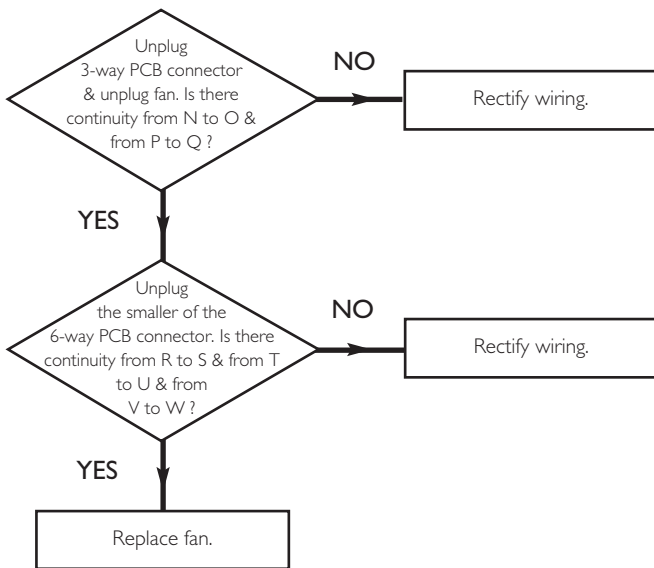 Unplug
3-way PCB connector
& unplug fan. Is there
continuity from N to O &
from P to Q ?
NO
Rectify wiring.
YES
Unplug
the smaller of the
6-way PCB connector. Is there
continuity from R to S & from T
to U & from
V to W ?
NO
Rectify wiring.
YES
Replace fan.